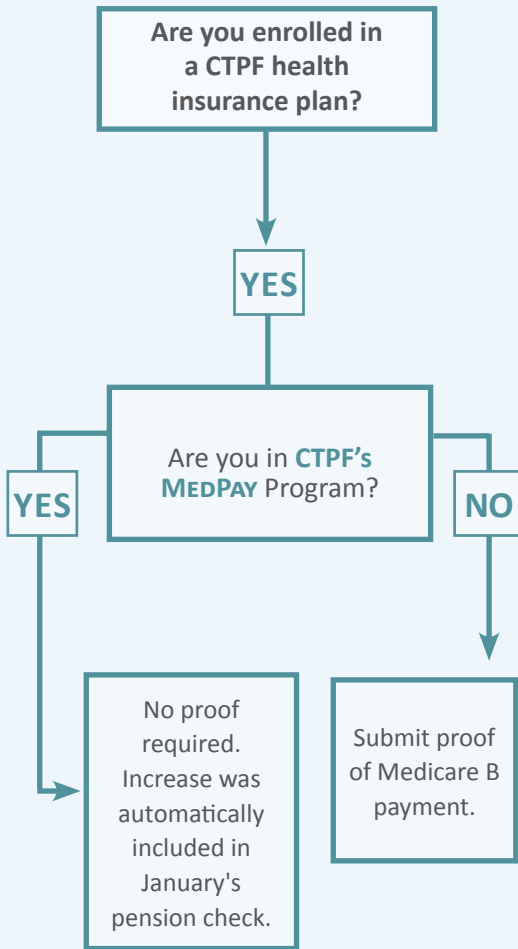 Are you enrolled in
a CTPF health
insurance plan?
YES
Are you in CTPF's
MEDPAY Program?
YES
NO
No proof
required.
Increase was
automatically
included in
January's
pension check.
Submit proof
of Medicare B
payment.